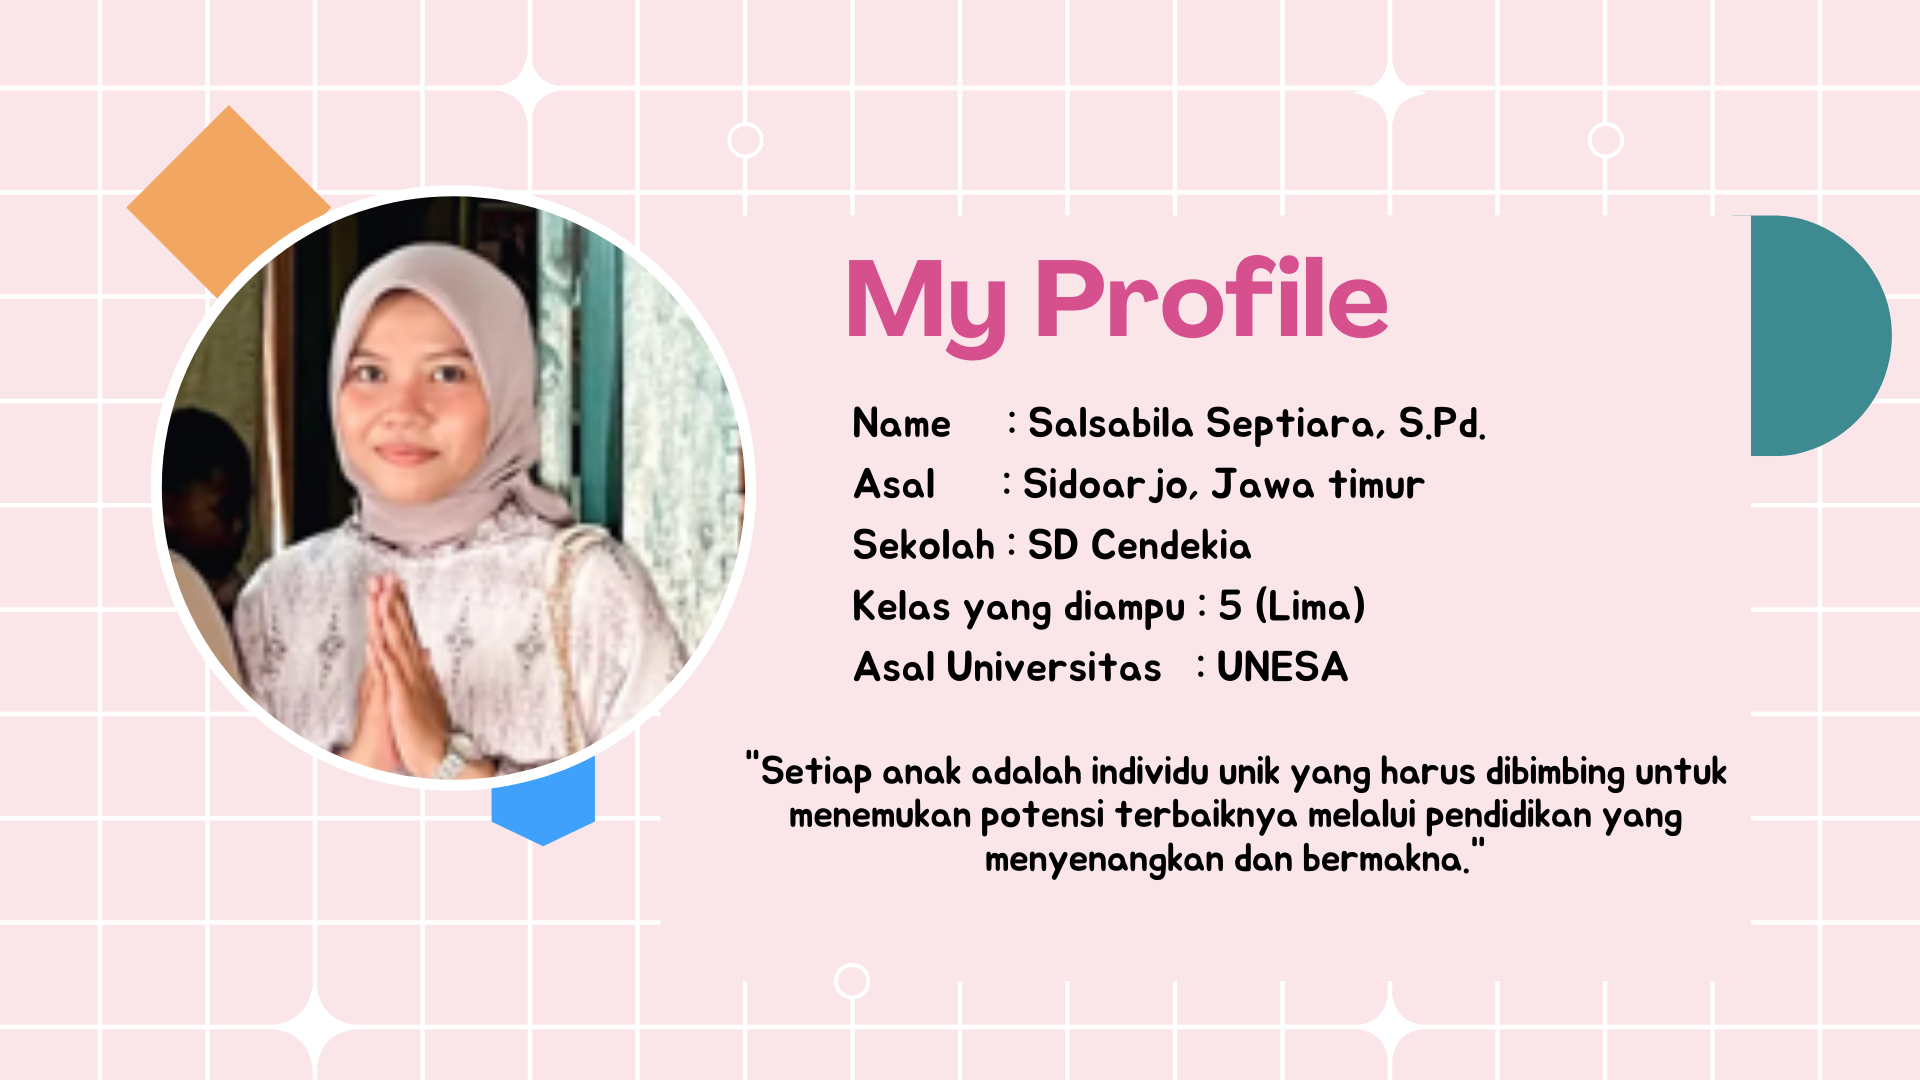 My Profile
Name : Salsabila Septiara, S.Pd.
Asal : Sidoarjo, Jawa timur
Sekolah : SD Cendekia
Kelas yang diampu : 5 (Lima)
Asal Universitas : UNESA
"Setiap anak adalah individu unik yang harus dibimbing untuk
menemukan potensi terbaiknya melalui pendidikan yang
menyenangkan dan bermakna."